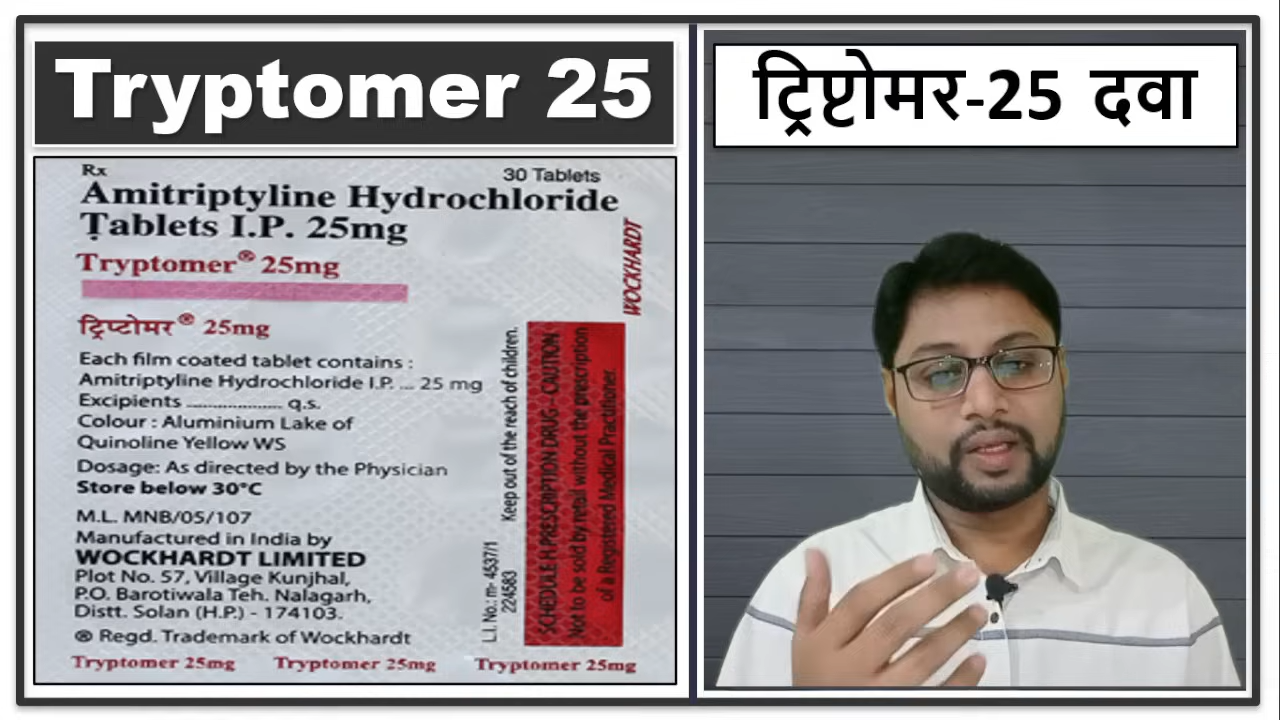 Tryptomer 25
ट्रिप्टोमर-25 दवा
Rx
30 Tablets
Amitriptyline Hydrochloride
Tablets I.P. 25mg
Tryptomer® 25mg
ट्रिप्टोमर® 25mg
Each film coated tablet contains :
Amitriptyline Hydrochloride I.P. ... 25 mg
Excipients .................. q.s.
Colour : Aluminium Lake of
Quinoline Yellow WS
Dosage: As directed by the Physician
Store below 30°C
M.L. MNB/05/107
Manufactured in India by
WOCKHARDT LIMITED
Plot No. 57, Village Kunjhal,
P.O. Barotiwala Teh. Nalagarh,
Distt. Solan (H.P.) - 174103.
® Regd. Trademark of Wockhardt
Tryptomer 25mg Tryptomer 25mg Tryptomer 25mg
WOCKHARDT
Keep out of the reach of children.
L.I. No.: m- 4537/1
224583
SCHEDULE H PRESCRIPTION DRUG - CAUTION
Not to be sold by retail without the prescription
of a Registered Medical Practitioner.